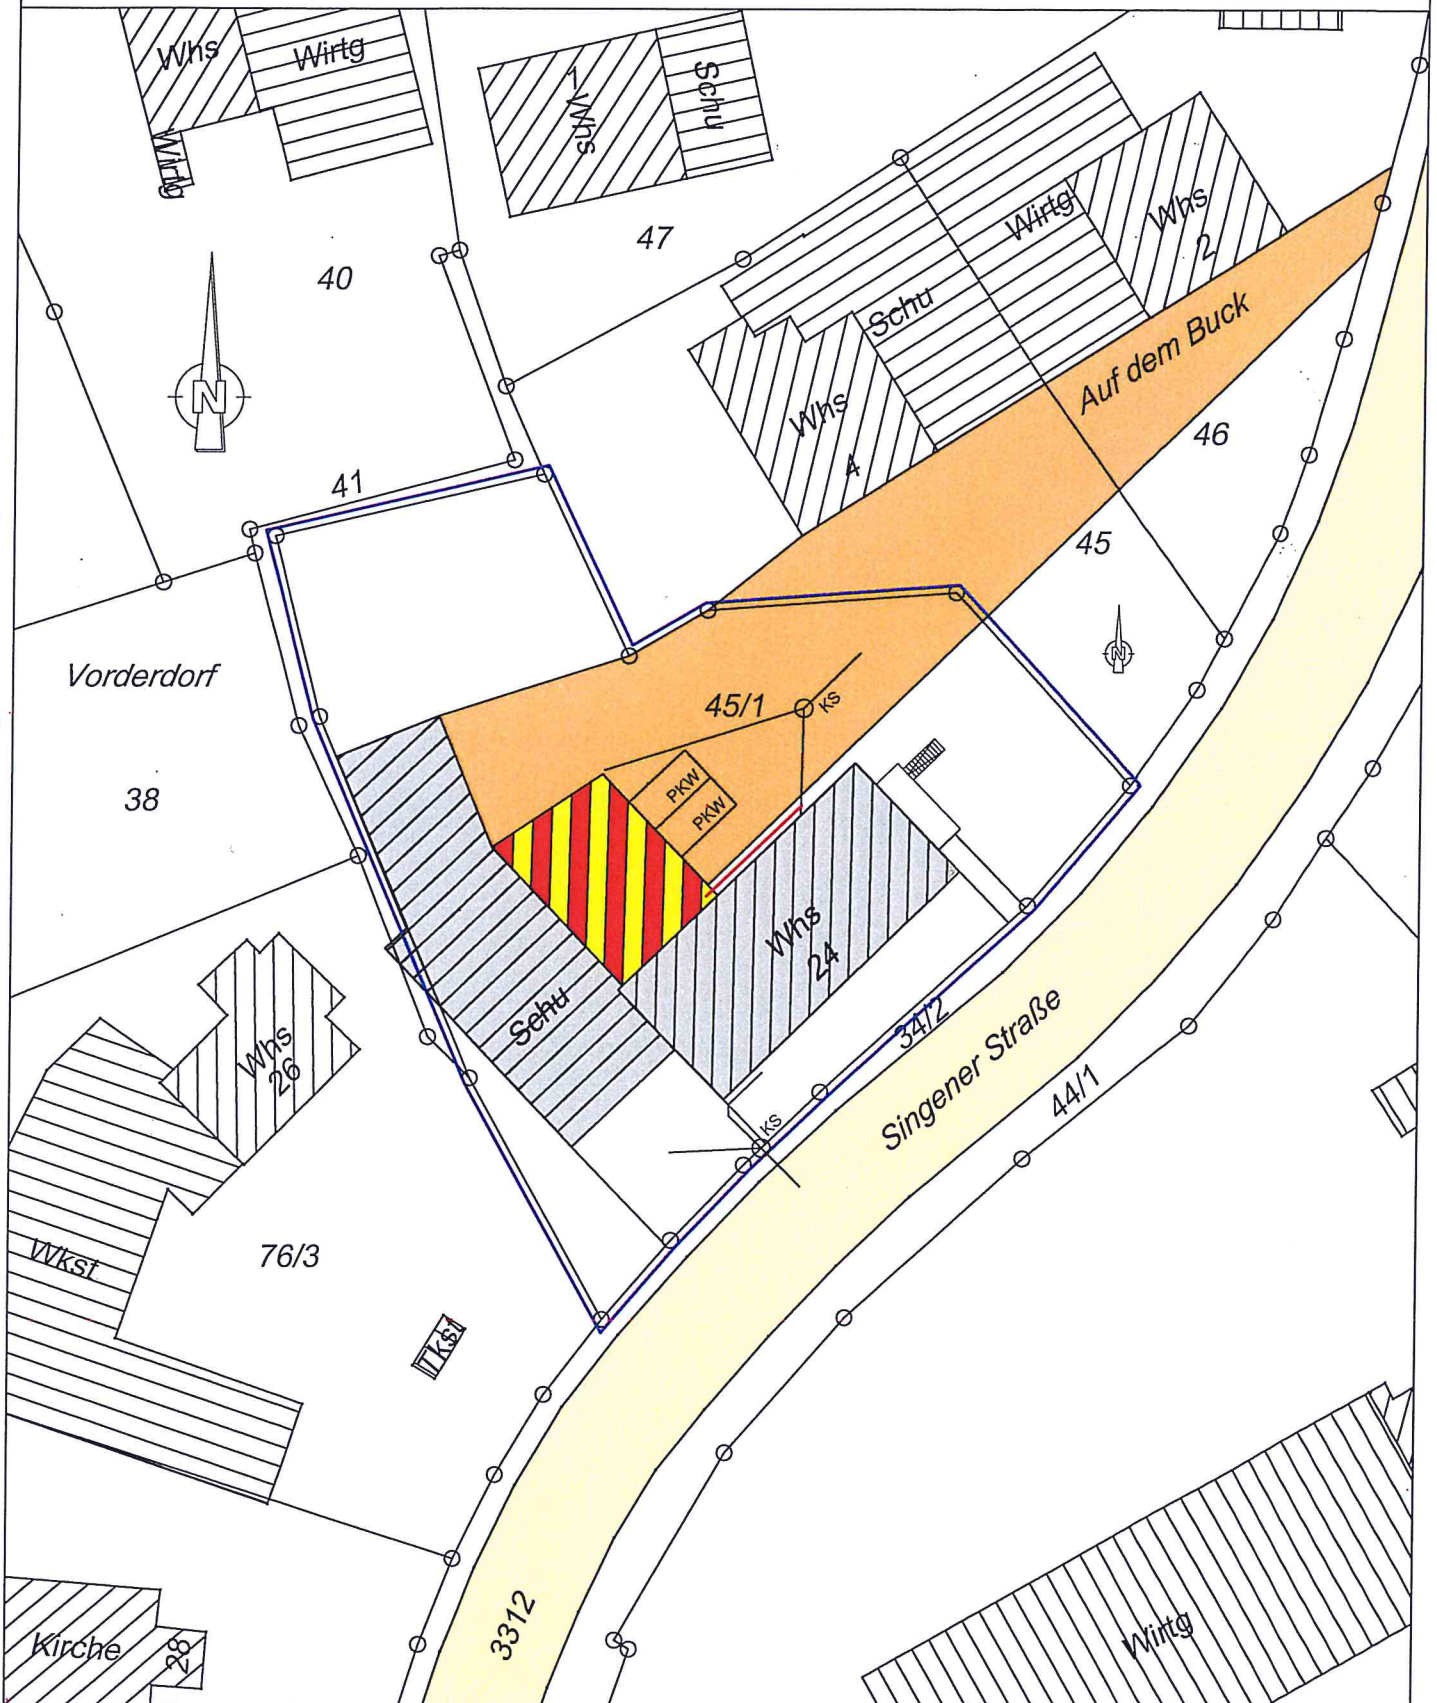 Whs
Wirtg
Wirtg
1
Whs
Schu
47
40
N
Wirtg
Whs
2
Schu
Auf dem Buck
Whs
4
46
41
45
N
Vorderdorf
45/1
KS
38
PKW
PKW
Whs
24
Schu
34/2
Singener Straße
Whs
26
44/1
KS
Wkst
76/3
Tkst
3312
Kirche
28
Wirtg